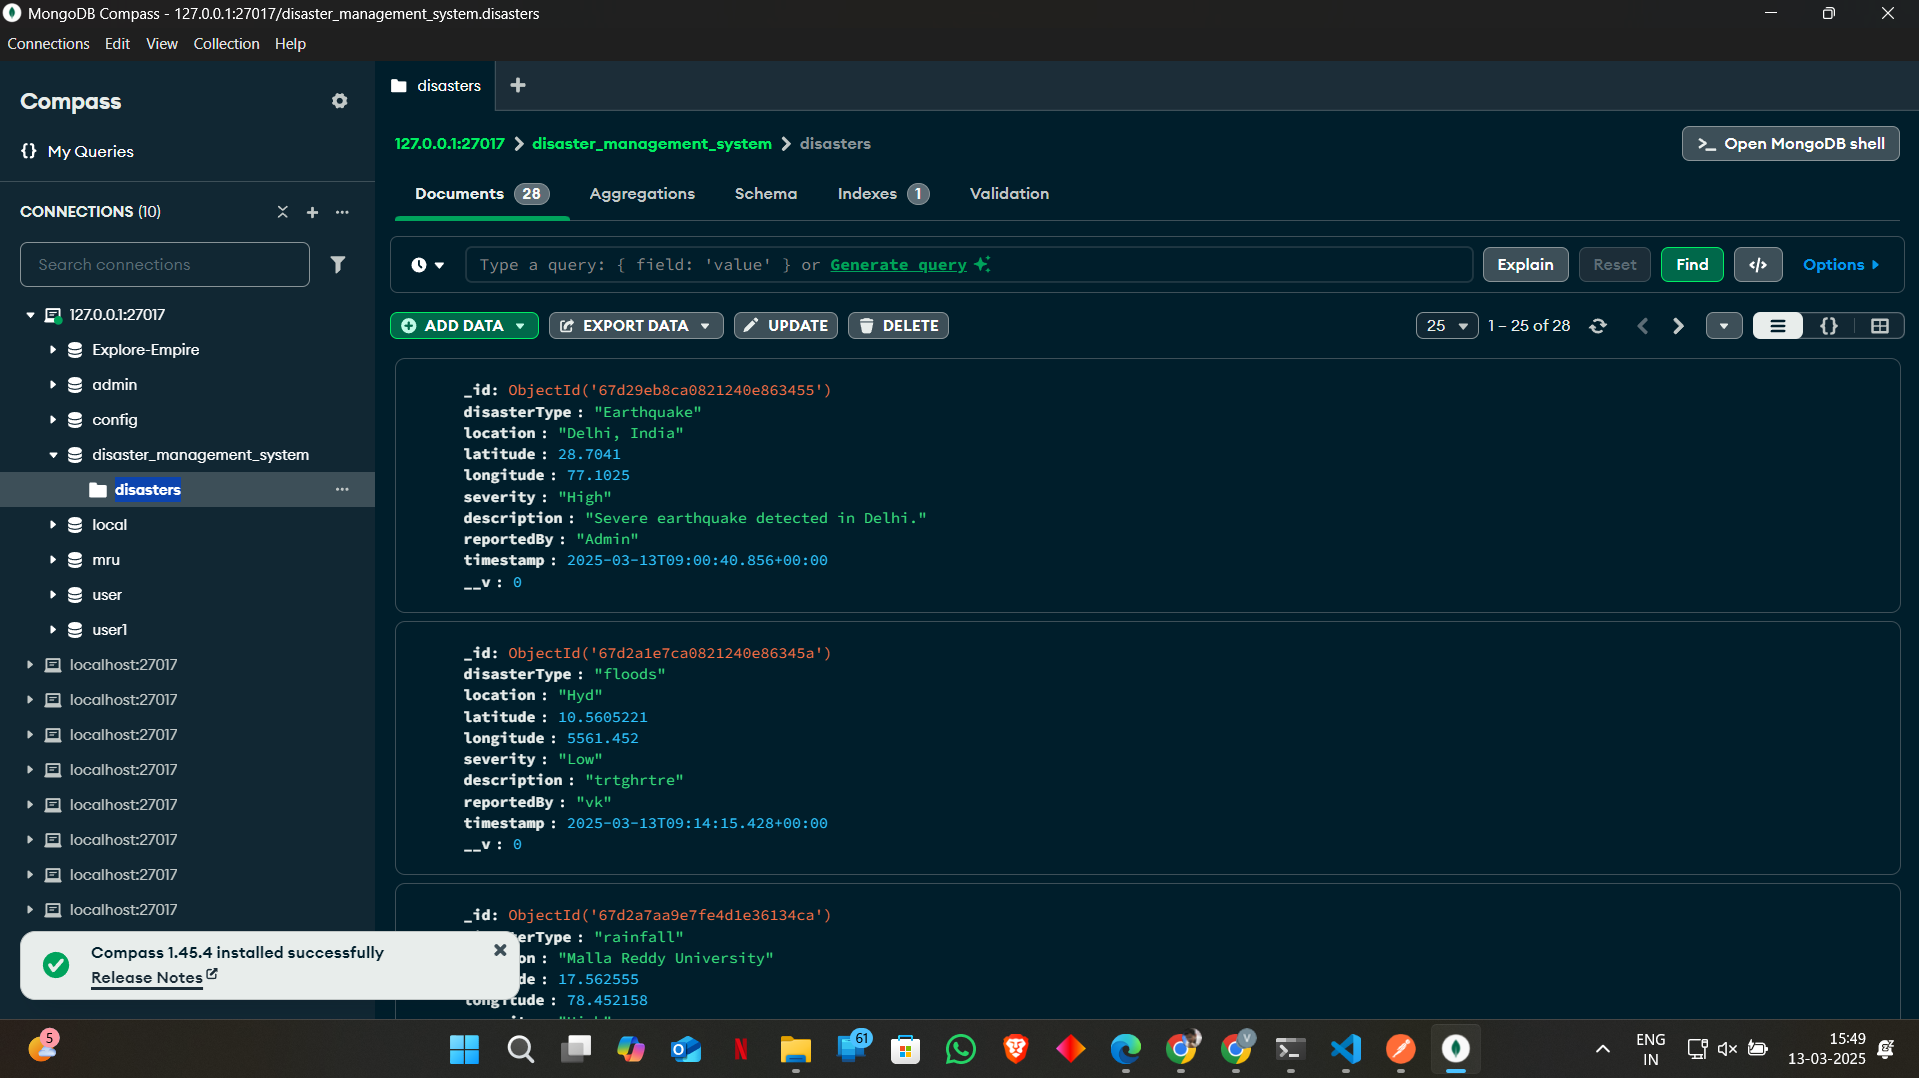 MongoDB Compass - 127.0.0.1:27017/disaster_management_system.disasters
Connections Edit View Collection Help
Compass
{} My Queries
CONNECTIONS (10)
Search connections
127.0.0.1:27017
Explore-Empire
admin
config
disaster_management_system
disasters
local
mru
user
user1
localhost:27017
localhost:27017
localhost:27017
localhost:27017
localhost:27017
localhost:27017
localhost:27017
localhost:27017
Compass 1.45.4 installed successfully
Release Notes
disasters
127.0.0.1:27017 > disaster_management_system > disasters
>_ Open MongoDB shell
Documents 28 Aggregations Schema Indexes 1 Validation
Type a query: { field: 'value' } or Generate query
Explain Reset Find </> Options
ADD DATA EXPORT DATA UPDATE DELETE
25 1 – 25 of 28 {}
_id: ObjectId('67d29eb8ca0821240e863455')
disasterType : "Earthquake"
location : "Delhi, India"
latitude : 28.7041
longitude : 77.1025
severity : "High"
description : "Severe earthquake detected in Delhi."
reportedBy : "Admin"
timestamp : 2025-03-13T09:00:40.856+00:00
__v : 0
_id: ObjectId('67d2a1e7ca0821240e86345a')
disasterType : "floods"
location : "Hyd"
latitude : 10.5605221
longitude : 5561.452
severity : "Low"
description : "trtghrtre"
reportedBy : "vk"
timestamp : 2025-03-13T09:14:15.428+00:00
__v : 0
_id: ObjectId('67d2a7aa9e7fe4d1e36134ca')
erType : "rainfall"
on : "Malla Reddy University"
de : 17.562555
longitude : 78.452158
5
61
V
ENG
IN
15:49
13-03-2025